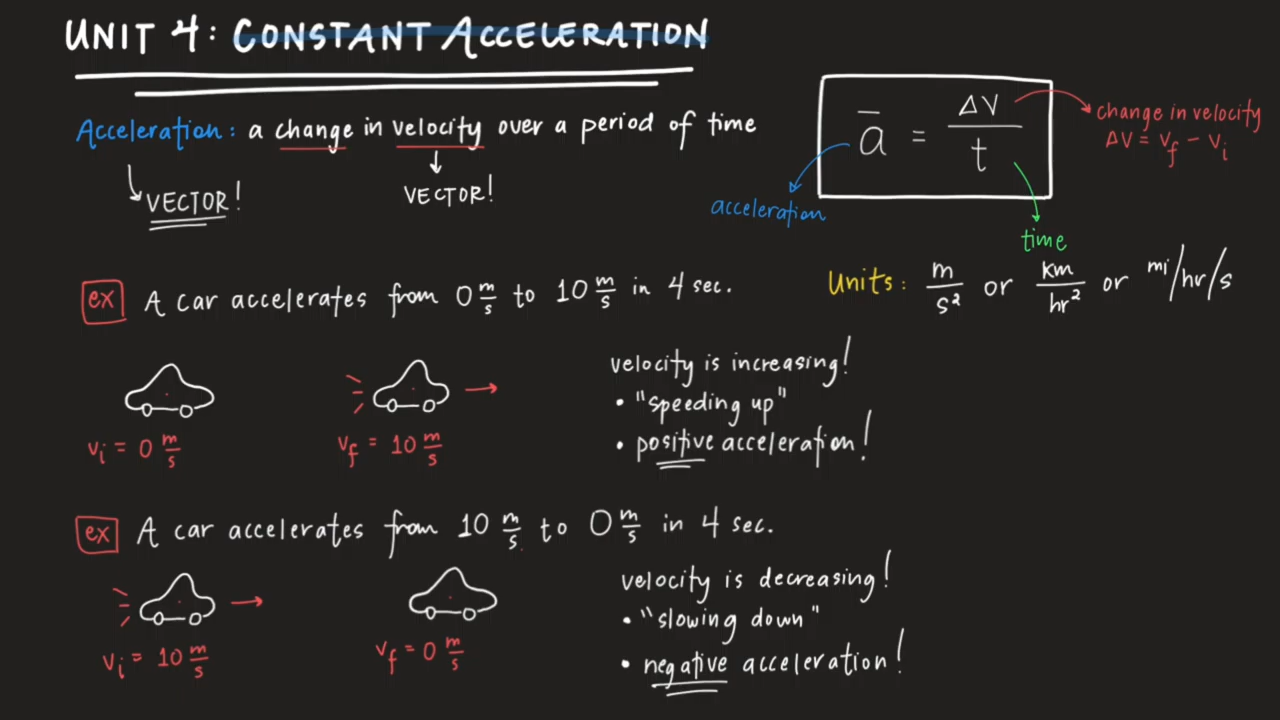 UNIT 4: CONSTANT ACCELERATION
Acceleration: a change in velocity over a period of time
VECTOR!
VECTOR!
a̅ = ΔV / t
change in velocity
ΔV = Vf - Vi
acceleration
time
Units: m/s² or km/hr² or mi/hr/s
ex A car accelerates from 0 m/s to 10 m/s in 4 sec.
velocity is increasing!
• "speeding up"
• positive acceleration!
Vi = 0 m/s
Vf = 10 m/s
ex A car accelerates from 10 m/s to 0 m/s in 4 sec.
velocity is decreasing!
• "slowing down"
• negative acceleration!
Vi = 10 m/s
Vf = 0 m/s